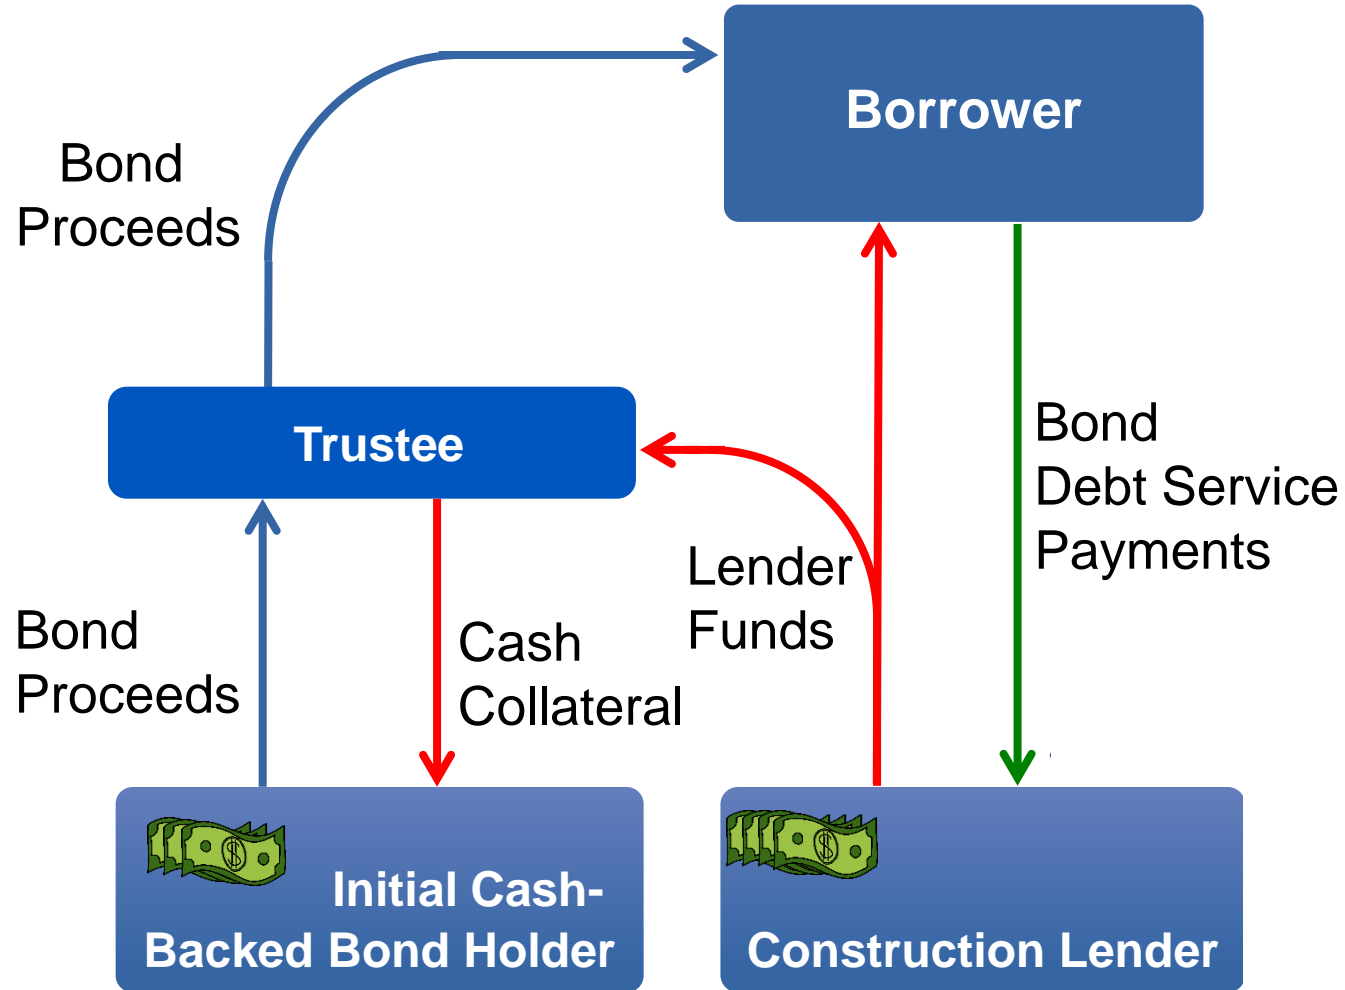 Borrower
Bond
Proceeds
Trustee
Bond
Debt Service
Payments
Lender
Funds
Bond
Proceeds
Cash
Collateral
Initial Cash-
Backed Bond Holder
Construction Lender